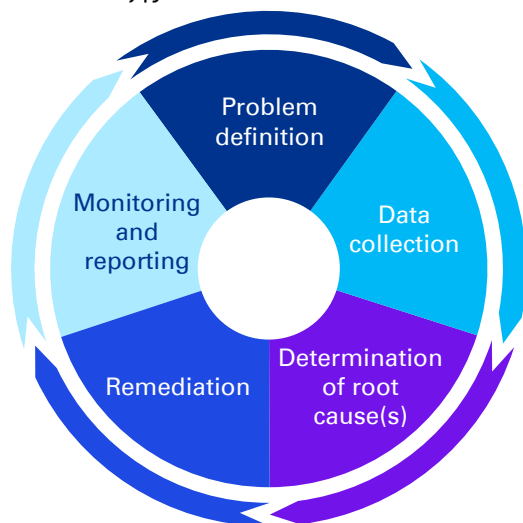 Problem
definition
Data
collection
Determination
of root
cause(s)
Remediation
Monitoring
and
reporting